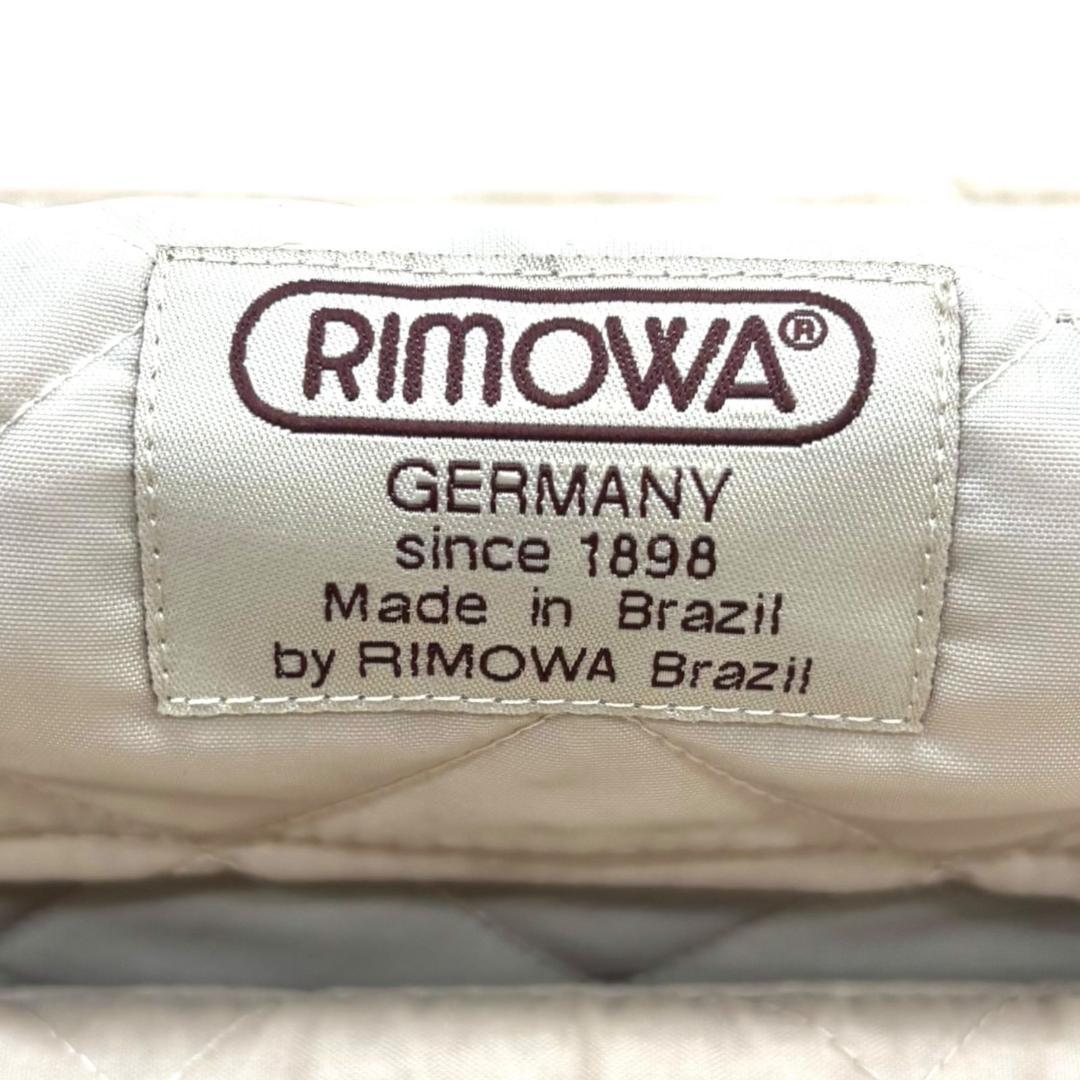 RIMOWA®
GERMANY
since 1898
Made in Brazil
by RIMOWA Brazil